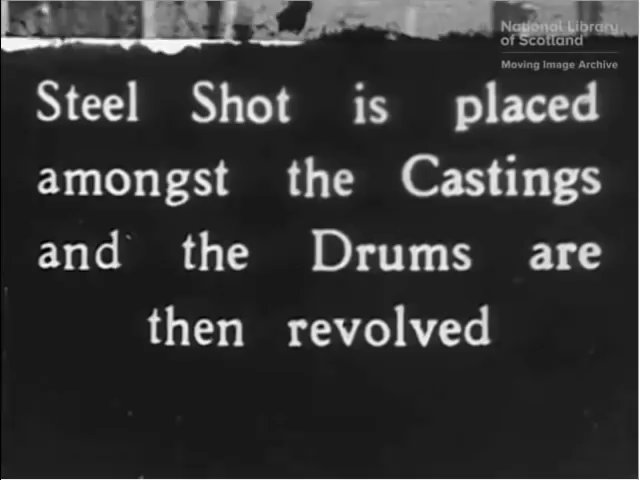 National Library
of Scotland
Moving Image Archive
Steel Shot is placed
amongst the Castings
and the Drums are
then revolved